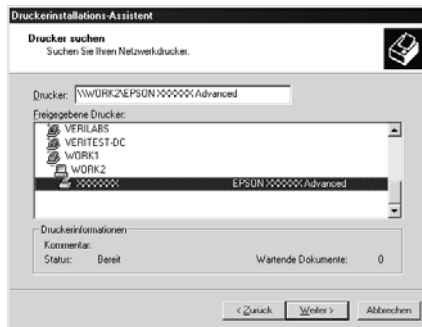 Druckerinstallations-Assistent
Drucker suchen
Suchen Sie Ihren Netzwerkdrucker.
Drucker: \\WORK2\EPSON XXXXXX Advanced
Freigegebene Drucker:
VERILABS
VERITEST-DC
WORK1
WORK2
XXXXXXX EPSON XXXXXX Advanced
Druckerinformationen
Kommentar:
Status: Bereit Wartende Dokumente: 0
< Zurück Weiter > Abbrechen